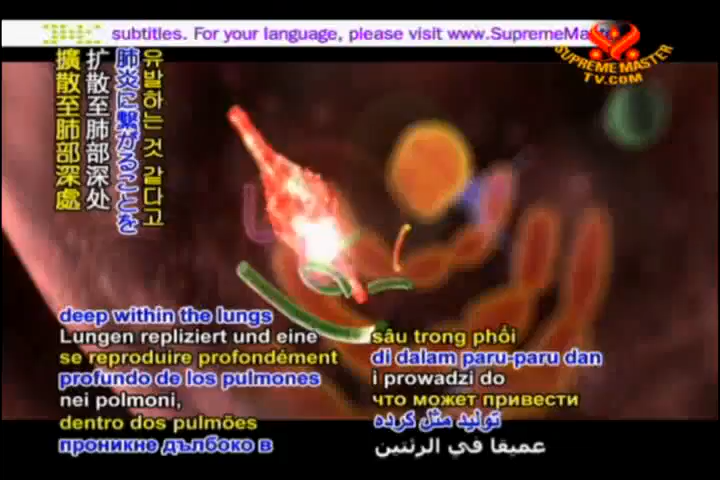 subtitles. For your language, please visit www.SupremeMa
SUPREME MASTER
TV.COM
유발하는 것 같다고
肺炎に繋がることを
扩散至肺部深处
擴散至肺部深處
deep within the lungs
Lungen repliziert und eine
se reproduire profondément
profundo de los pulmones
nei polmoni,
dentro dos pulmões
проникне дълбоко в
sâu trong phổi
di dalam paru-paru dan
i prowadzi do
что может привести
تولید مثل کرده
عميقا في الرئتين